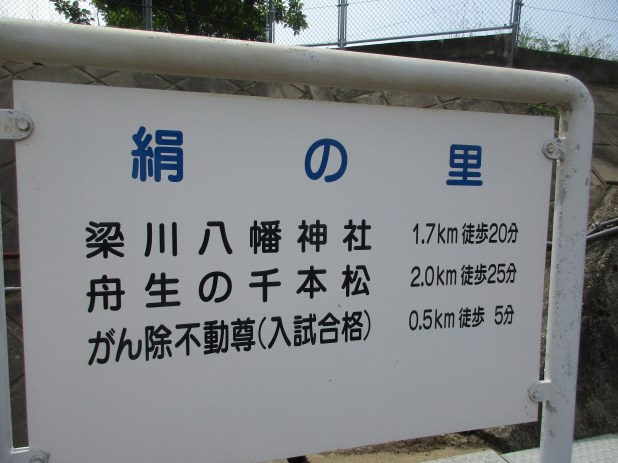 絹の里
梁川八幡神社 1.7km 徒歩20分
舟生の千本松 2.0km 徒歩25分
がん除不動尊(入試合格) 0.5km 徒歩 5分